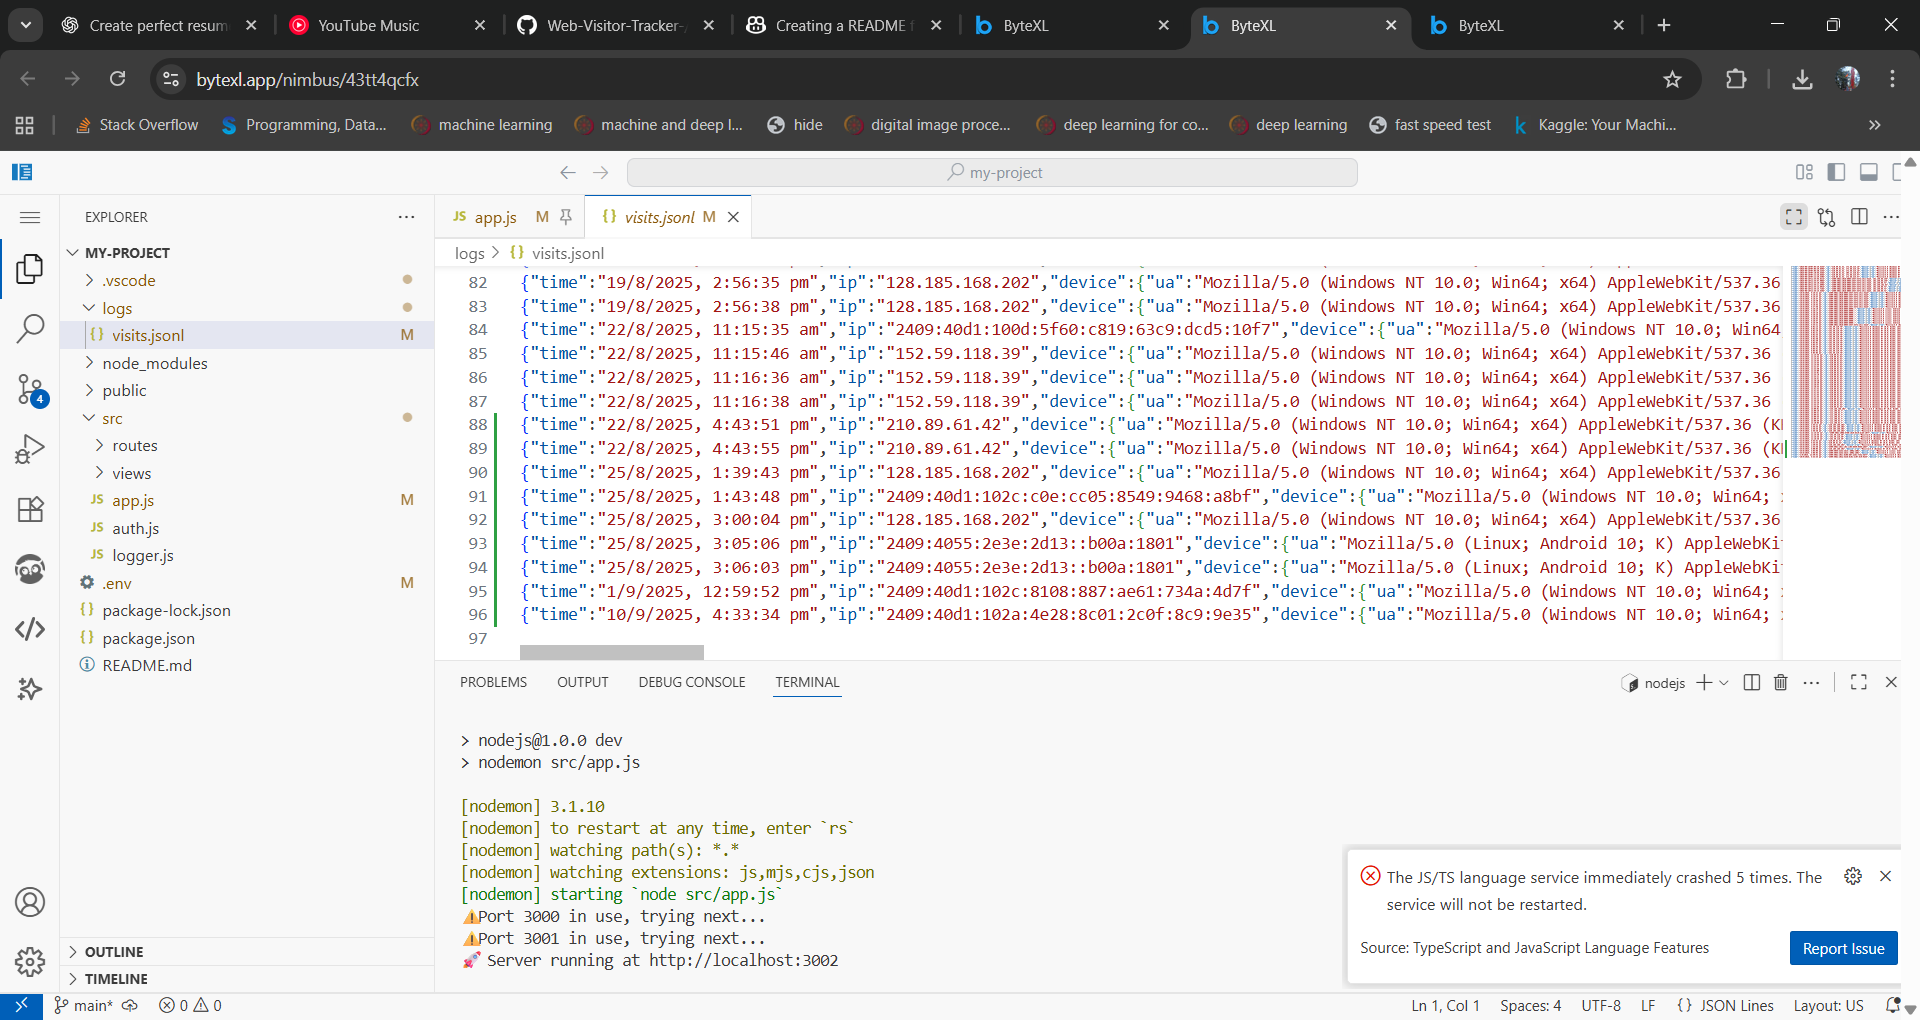 Create perfect resum
YouTube Music
Web-Visitor-Tracker-
Creating a README f
ByteXL
ByteXL
ByteXL
bytexl.app/nimbus/43tt4qcfx
Stack Overflow
Programming, Data...
machine learning
machine and deep l...
hide
digital image proce...
deep learning for co...
deep learning
fast speed test
Kaggle: Your Machi...
my-project
EXPLORER
MY-PROJECT
.vscode
logs
{} visits.jsonl M
node_modules
public
src
routes
views
JS app.js M
JS auth.js
JS logger.js
.env M
{} package-lock.json
{} package.json
README.md
OUTLINE
TIMELINE
4
JS app.js M
{} visits.jsonl M
logs > {} visits.jsonl
82 {"time":"19/8/2025, 2:56:35 pm","ip":"128.185.168.202","device":{"ua":"Mozilla/5.0 (Windows NT 10.0; Win64; x64) AppleWebKit/537.36
83 {"time":"19/8/2025, 2:56:38 pm","ip":"128.185.168.202","device":{"ua":"Mozilla/5.0 (Windows NT 10.0; Win64; x64) AppleWebKit/537.36
84 {"time":"22/8/2025, 11:15:35 am","ip":"2409:40d1:100d:5f60:c819:63c9:dcd5:10f7","device":{"ua":"Mozilla/5.0 (Windows NT 10.0; Win64
85 {"time":"22/8/2025, 11:15:46 am","ip":"152.59.118.39","device":{"ua":"Mozilla/5.0 (Windows NT 10.0; Win64; x64) AppleWebKit/537.36
86 {"time":"22/8/2025, 11:16:36 am","ip":"152.59.118.39","device":{"ua":"Mozilla/5.0 (Windows NT 10.0; Win64; x64) AppleWebKit/537.36
87 {"time":"22/8/2025, 11:16:38 am","ip":"152.59.118.39","device":{"ua":"Mozilla/5.0 (Windows NT 10.0; Win64; x64) AppleWebKit/537.36
88 {"time":"22/8/2025, 4:43:51 pm","ip":"210.89.61.42","device":{"ua":"Mozilla/5.0 (Windows NT 10.0; Win64; x64) AppleWebKit/537.36 (K
89 {"time":"22/8/2025, 4:43:55 pm","ip":"210.89.61.42","device":{"ua":"Mozilla/5.0 (Windows NT 10.0; Win64; x64) AppleWebKit/537.36 (K
90 {"time":"25/8/2025, 1:39:43 pm","ip":"128.185.168.202","device":{"ua":"Mozilla/5.0 (Windows NT 10.0; Win64; x64) AppleWebKit/537.36
91 {"time":"25/8/2025, 1:43:48 pm","ip":"2409:40d1:102c:c0e:cc05:8549:9468:a8bf","device":{"ua":"Mozilla/5.0 (Windows NT 10.0; Win64;
92 {"time":"25/8/2025, 3:00:04 pm","ip":"128.185.168.202","device":{"ua":"Mozilla/5.0 (Windows NT 10.0; Win64; x64) AppleWebKit/537.36
93 {"time":"25/8/2025, 3:05:06 pm","ip":"2409:4055:2e3e:2d13::b00a:1801","device":{"ua":"Mozilla/5.0 (Linux; Android 10; K) AppleWebKi
94 {"time":"25/8/2025, 3:06:03 pm","ip":"2409:4055:2e3e:2d13::b00a:1801","device":{"ua":"Mozilla/5.0 (Linux; Android 10; K) AppleWebKi
95 {"time":"1/9/2025, 12:59:52 pm","ip":"2409:40d1:102c:8108:887:ae61:734a:4d7f","device":{"ua":"Mozilla/5.0 (Windows NT 10.0; Win64;
96 {"time":"10/9/2025, 4:33:34 pm","ip":"2409:40d1:102a:4e28:8c01:2c0f:8c9:9e35","device":{"ua":"Mozilla/5.0 (Windows NT 10.0; Win64;
97
PROBLEMS OUTPUT DEBUG CONSOLE TERMINAL
nodejs
> nodejs@1.0.0 dev
> nodemon src/app.js
[nodemon] 3.1.10
[nodemon] to restart at any time, enter `rs`
[nodemon] watching path(s): *.*
[nodemon] watching extensions: js,mjs,cjs,json
[nodemon] starting `node src/app.js`
⚠️Port 3000 in use, trying next...
⚠️Port 3001 in use, trying next...
🚀 Server running at http://localhost:3002
The JS/TS language service immediately crashed 5 times. The
service will not be restarted.
Source: TypeScript and JavaScript Language Features
Report Issue
main* 0 0
Ln 1, Col 1 Spaces: 4 UTF-8 LF {} JSON Lines Layout: US